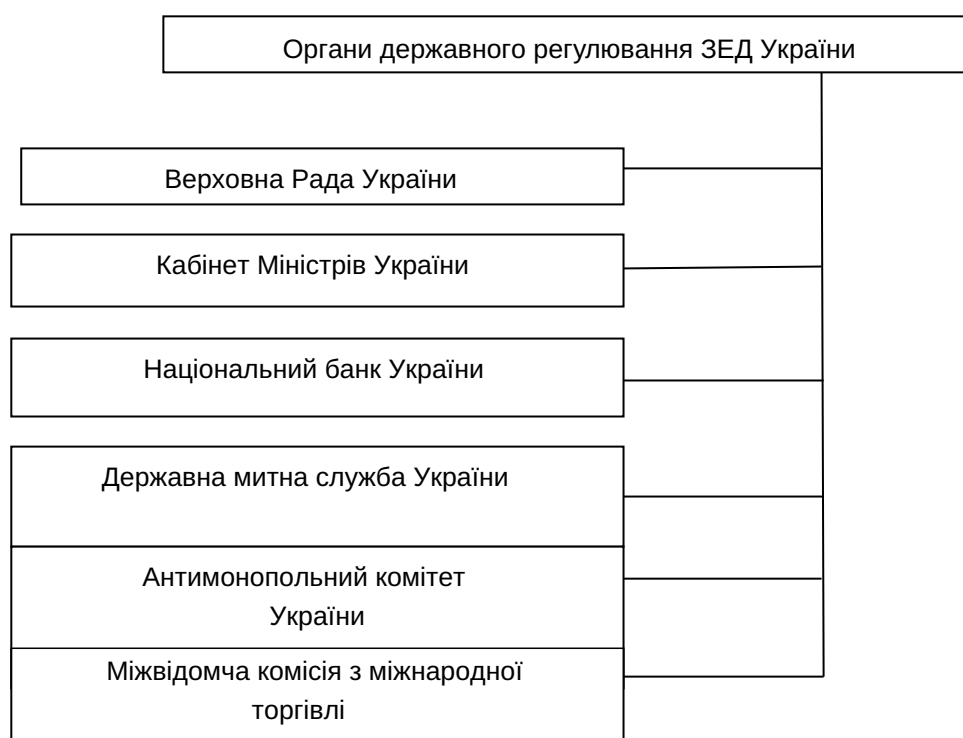 Органи державного регулювання ЗЕД України
Верховна Рада України
Кабінет Міністрів України
Національний банк України
Державна митна служба України
Антимонопольний комітет
України
Міжвідомча комісія з міжнародної
торгівлі